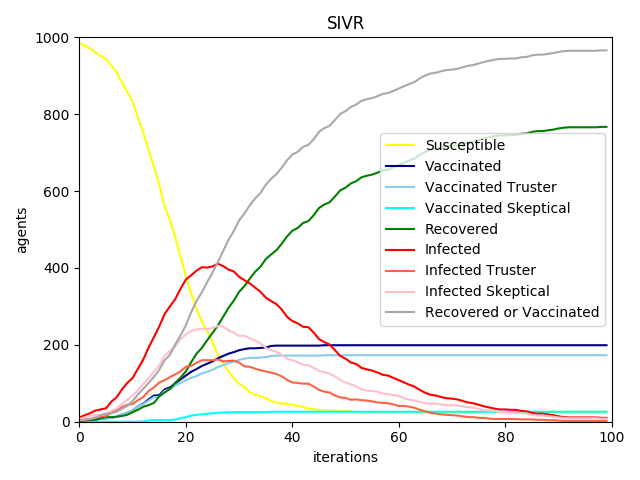 SIVR
1000
800
600
400
200
0
agents
Susceptible
Vaccinated
Vaccinated Truster
Vaccinated Skeptical
Recovered
Infected
Infected Truster
Infected Skeptical
Recovered or Vaccinated
0 20 40 60 80 100
iterations